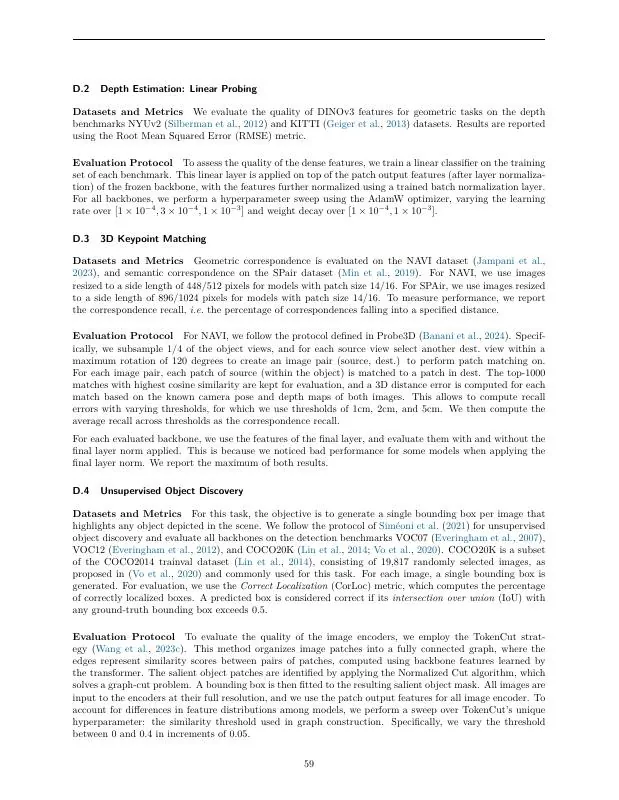 D.2 Depth Estimation: Linear Probing
Datasets and Metrics We evaluate the quality of DINOv3 features for geometric tasks on the depth
benchmarks NYUv2 (Silberman et al., 2012) and KITTI (Geiger et al., 2013) datasets. Results are reported
using the Root Mean Squared Error (RMSE) metric.
Evaluation Protocol To assess the quality of the dense features, we train a linear classifier on the training
set of each benchmark. This linear layer is applied on top of the patch output features (after layer normaliza-
tion) of the frozen backbone, with the features further normalized using a trained batch normalization layer.
For all backbones, we perform a hyperparameter sweep using the AdamW optimizer, varying the learning
rate over [1 × 10⁻⁴, 3 × 10⁻⁴, 1 × 10⁻³] and weight decay over [1 × 10⁻⁴, 1 × 10⁻³].
D.3 3D Keypoint Matching
Datasets and Metrics Geometric correspondence is evaluated on the NAVI dataset (Jampani et al.,
2023), and semantic correspondence on the SPair dataset (Min et al., 2019). For NAVI, we use images
resized to a side length of 448/512 pixels for models with patch size 14/16. For SPAir, we use images resized
to a side length of 896/1024 pixels for models with patch size 14/16. To measure performance, we report
the correspondence recall, i.e. the percentage of correspondences falling into a specified distance.
Evaluation Protocol For NAVI, we follow the protocol defined in Probe3D (Banani et al., 2024). Specif-
ically, we subsample 1/4 of the object views, and for each source view select another dest. view within a
maximum rotation of 120 degrees to create an image pair (source, dest.) to perform patch matching on.
For each image pair, each patch of source (within the object) is matched to a patch in dest. The top-1000
matches with highest cosine similarity are kept for evaluation, and a 3D distance error is computed for each
match based on the known camera pose and depth maps of both images. This allows to compute recall
errors with varying thresholds, for which we use thresholds of 1cm, 2cm, and 5cm. We then compute the
average recall across thresholds as the correspondence recall.
For each evaluated backbone, we use the features of the final layer, and evaluate them with and without the
final layer norm applied. This is because we noticed bad performance for some models when applying the
final layer norm. We report the maximum of both results.
D.4 Unsupervised Object Discovery
Datasets and Metrics For this task, the objective is to generate a single bounding box per image that
highlights any object depicted in the scene. We follow the protocol of Siméoni et al. (2021) for unsupervised
object discovery and evaluate all backbones on the detection benchmarks VOC07 (Everingham et al., 2007),
VOC12 (Everingham et al., 2012), and COCO20K (Lin et al., 2014; Vo et al., 2020). COCO20K is a subset
of the COCO2014 trainval dataset (Lin et al., 2014), consisting of 19,817 randomly selected images, as
proposed in (Vo et al., 2020) and commonly used for this task. For each image, a single bounding box is
generated. For evaluation, we use the Correct Localization (CorLoc) metric, which computes the percentage
of correctly localized boxes. A predicted box is considered correct if its intersection over union (IoU) with
any ground-truth bounding box exceeds 0.5.
Evaluation Protocol To evaluate the quality of the image encoders, we employ the TokenCut strat-
egy (Wang et al., 2023c). This method organizes image patches into a fully connected graph, where the
edges represent similarity scores between pairs of patches, computed using backbone features learned by
the transformer. The salient object patches are identified by applying the Normalized Cut algorithm, which
solves a graph-cut problem. A bounding box is then fitted to the resulting salient object mask. All images are
input to the encoders at their full resolution, and we use the patch output features for all image encoder. To
account for differences in feature distributions among models, we perform a sweep over TokenCut's unique
hyperparameter: the similarity threshold used in graph construction. Specifically, we vary the threshold
between 0 and 0.4 in increments of 0.05.
59